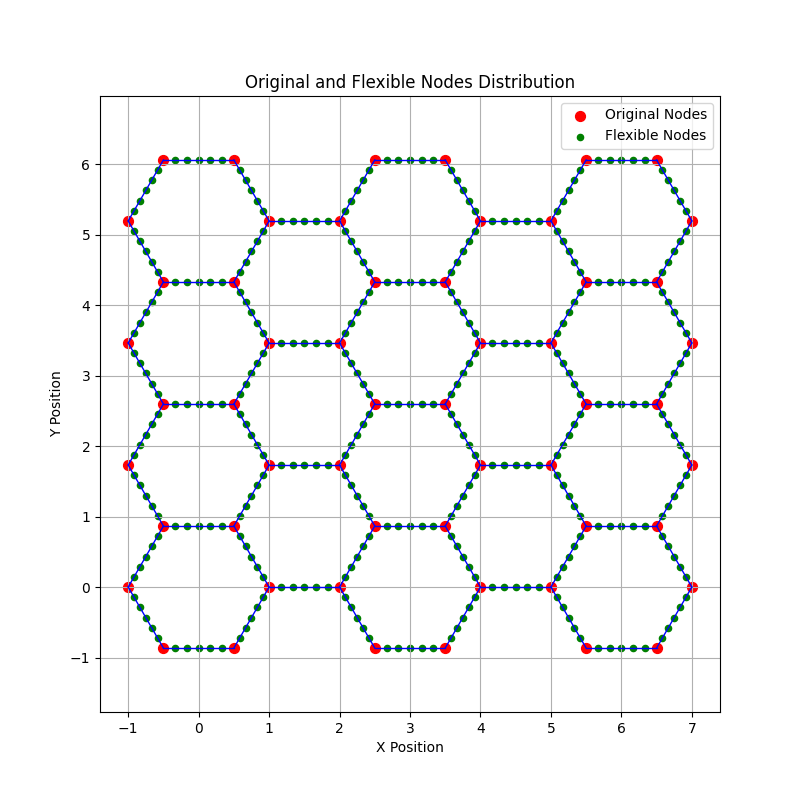 Original and Flexible Nodes Distribution
Original Nodes
Flexible Nodes
6
5
4
3
2
1
0
−1
Y Position
−1 0 1 2 3 4 5 6 7
X Position